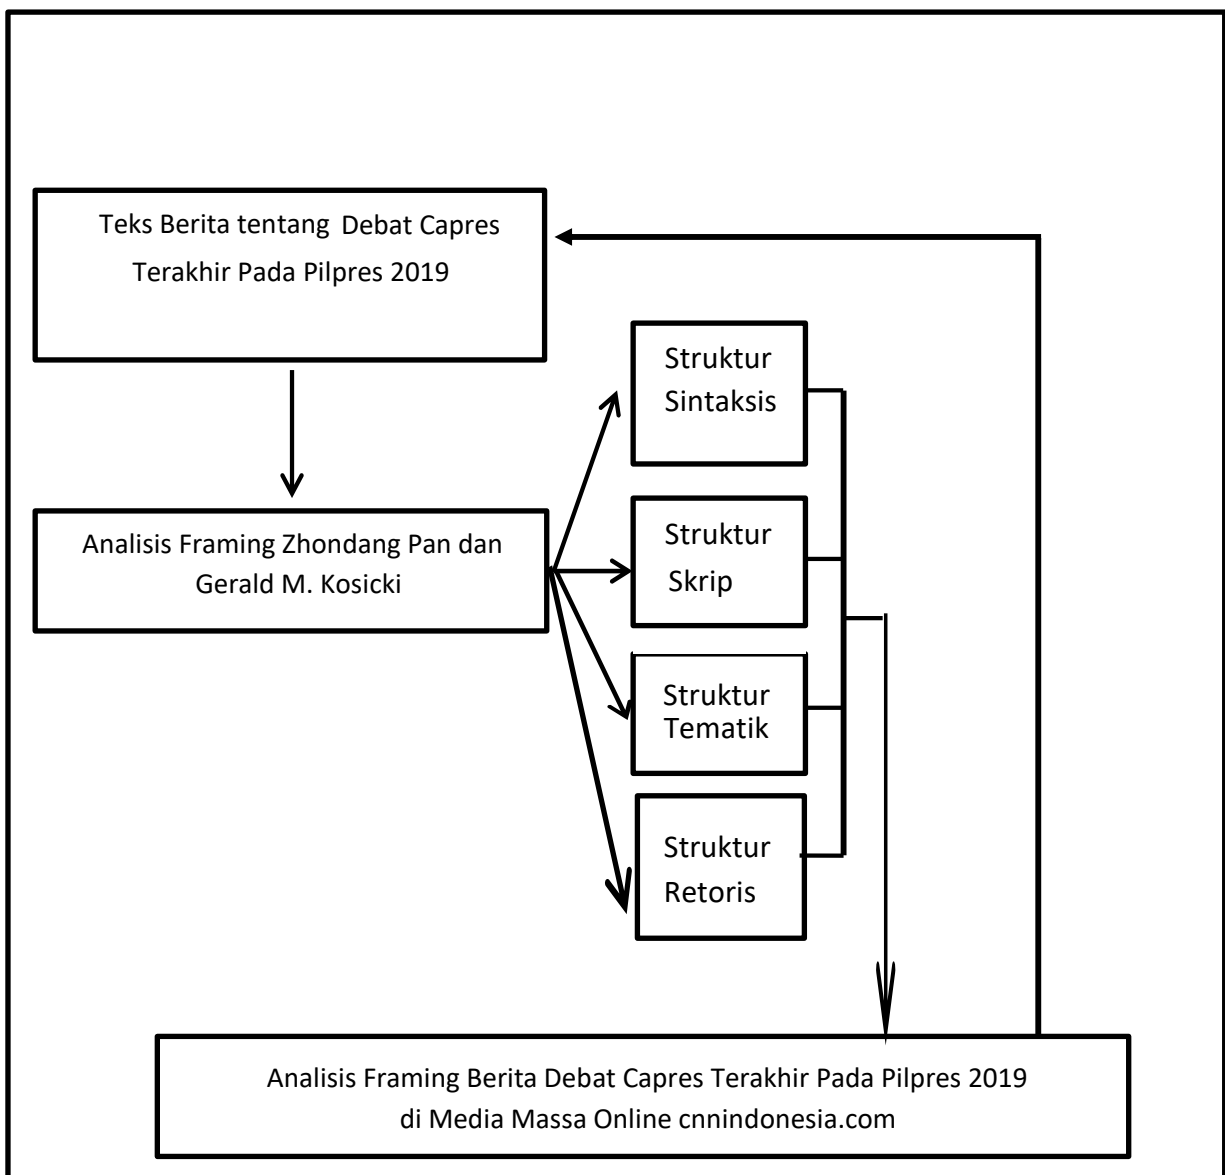 Teks Berita tentang Debat Capres
Terakhir Pada Pilpres 2019
Struktur
Sintaksis
Analisis Framing Zhondang Pan dan
Gerald M. Kosicki
Struktur
Skrip
Struktur
Tematik
Struktur
Retoris
Analisis Framing Berita Debat Capres Terakhir Pada Pilpres 2019
di Media Massa Online cnnindonesia.com